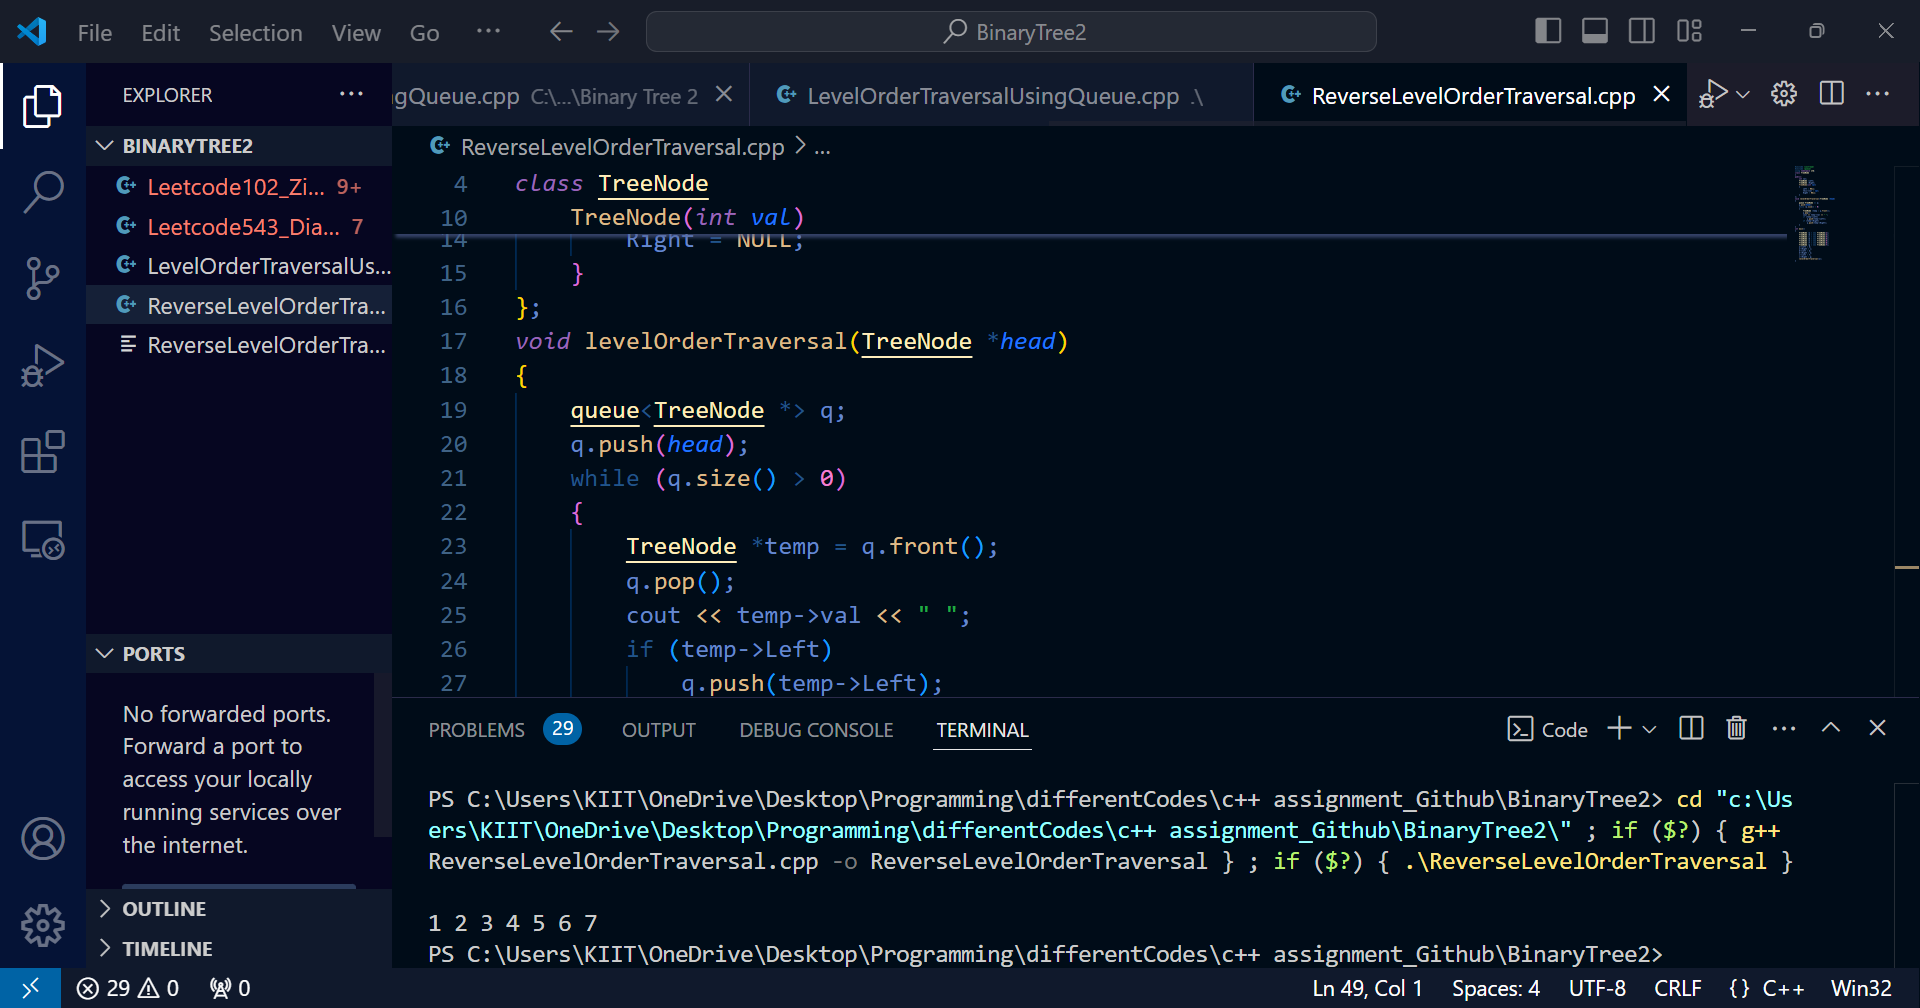 File Edit Selection View Go ... BinaryTree2
EXPLORER ...
BINARYTREE2
Leetcode102_Zi... 9+
Leetcode543_Dia... 7
LevelOrderTraversalUs...
ReverseLevelOrderTra...
ReverseLevelOrderTra...
PORTS
No forwarded ports.
Forward a port to
access your locally
running services over
the internet.
OUTLINE
TIMELINE
gQueue.cpp C:\...\Binary Tree 2
LevelOrderTraversalUsingQueue.cpp .\
ReverseLevelOrderTraversal.cpp
ReverseLevelOrderTraversal.cpp > ...
4 class TreeNode
10 TreeNode(int val)
14 Right = NULL;
15 }
16 };
17 void levelOrderTraversal(TreeNode *head)
18 {
19 queue<TreeNode *> q;
20 q.push(head);
21 while (q.size() > 0)
22 {
23 TreeNode *temp = q.front();
24 q.pop();
25 cout << temp->val << " ";
26 if (temp->Left)
27 q.push(temp->Left);
PROBLEMS 29 OUTPUT DEBUG CONSOLE TERMINAL Code
PS C:\Users\KIIT\OneDrive\Desktop\Programming\differentCodes\c++ assignment_Github\BinaryTree2> cd "c:\Us
ers\KIIT\OneDrive\Desktop\Programming\differentCodes\c++ assignment_Github\BinaryTree2\" ; if ($?) { g++
ReverseLevelOrderTraversal.cpp -o ReverseLevelOrderTraversal } ; if ($?) { .\ReverseLevelOrderTraversal }
1 2 3 4 5 6 7
PS C:\Users\KIIT\OneDrive\Desktop\Programming\differentCodes\c++ assignment_Github\BinaryTree2>
29 0 0 Ln 49, Col 1 Spaces: 4 UTF-8 CRLF {} C++ Win32